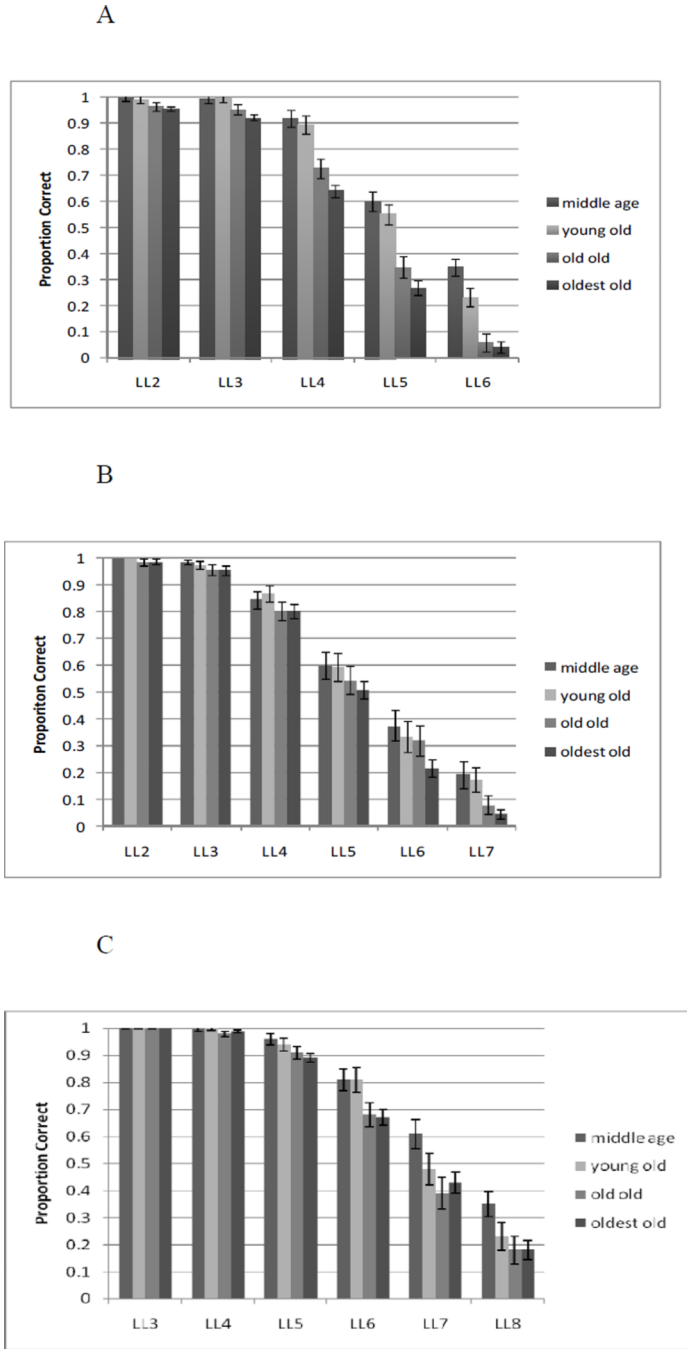 A
Proportion Correct
1
0.9
0.8
0.7
0.6
0.5
0.4
0.3
0.2
0.1
0
LL2 LL3 LL4 LL5 LL6
middle age
young old
old old
oldest old
B
Proporiton Correct
1
0.9
0.8
0.7
0.6
0.5
0.4
0.3
0.2
0.1
0
LL2 LL3 LL4 LL5 LL6 LL7
middle age
young old
old old
oldest old
C
Proportion Correct
1
0.9
0.8
0.7
0.6
0.5
0.4
0.3
0.2
0.1
0
LL3 LL4 LL5 LL6 LL7 LL8
middle age
young old
old old
oldest old